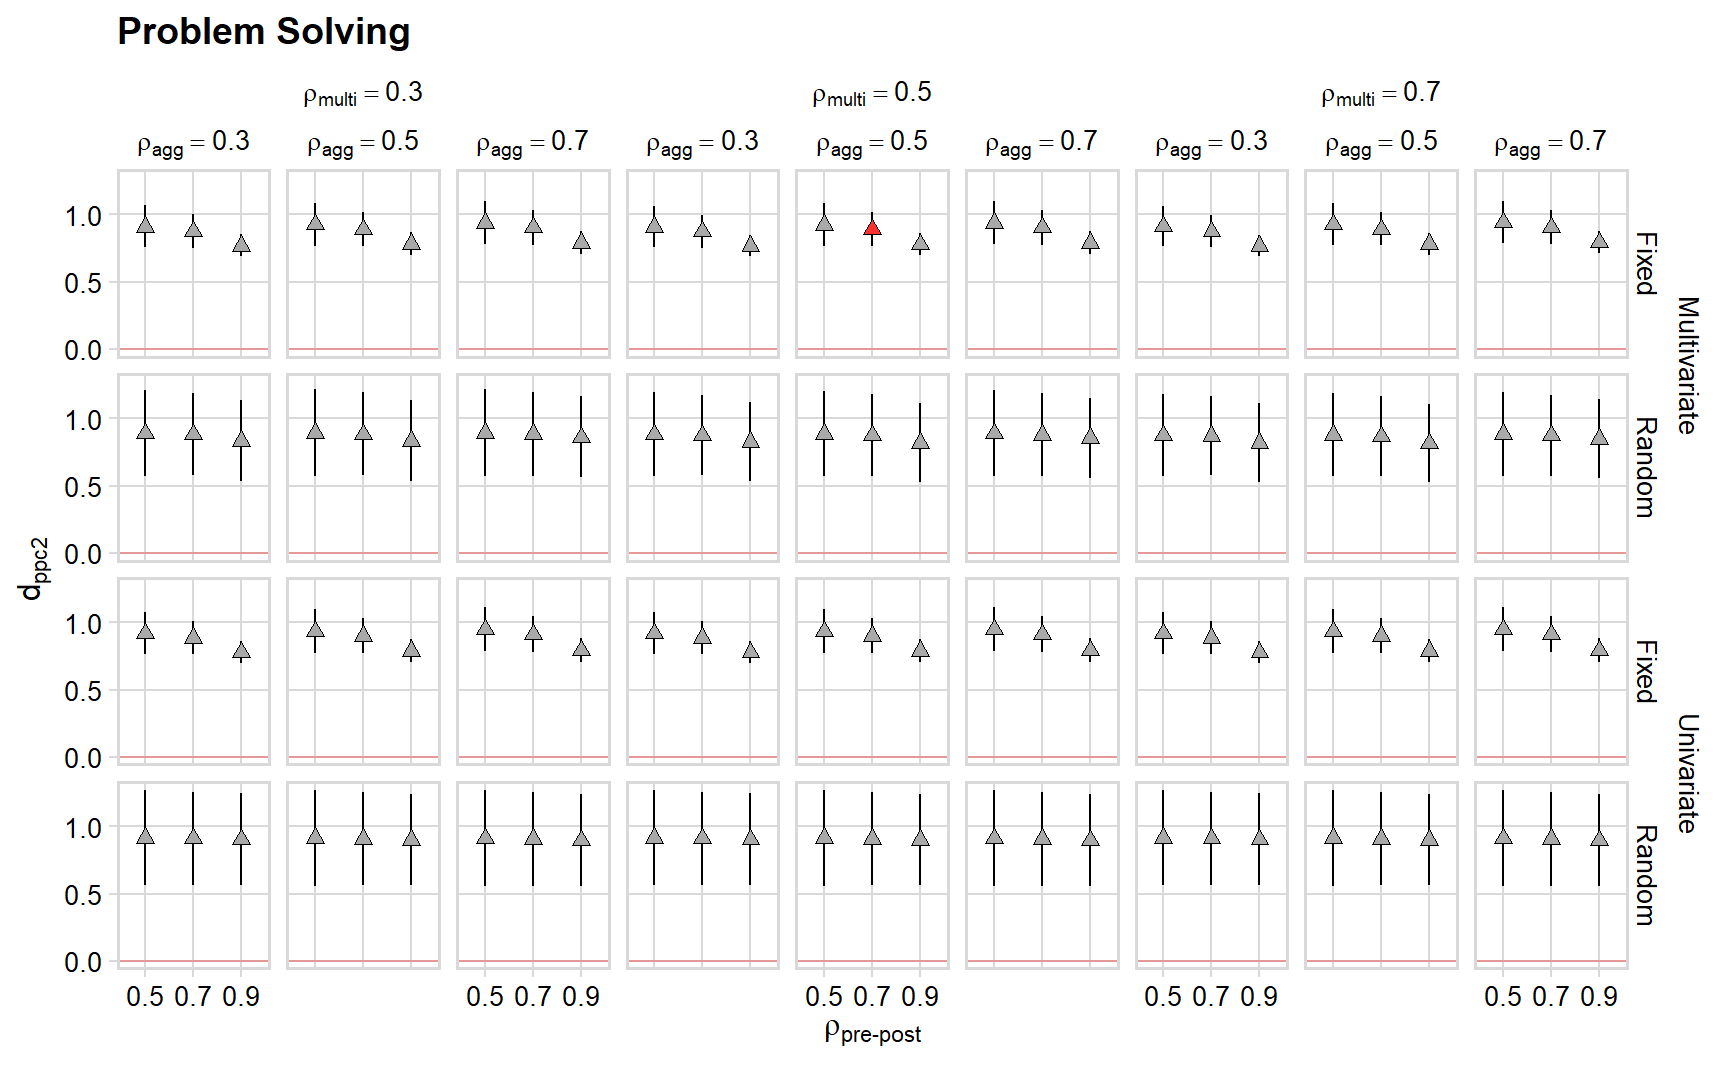 Problem Solving
ρmulti = 0.3 ρmulti = 0.5 ρmulti = 0.7
ρagg = 0.3 ρagg = 0.5 ρagg = 0.7 ρagg = 0.3 ρagg = 0.5 ρagg = 0.7 ρagg = 0.3 ρagg = 0.5 ρagg = 0.7
1.0
0.5
0.0
Fixed
1.0
0.5
0.0
Random
Multivariate
1.0
0.5
0.0
Fixed
1.0
0.5
0.0
Random
Univariate
dppc2
0.5 0.7 0.9 0.5 0.7 0.9 0.5 0.7 0.9 0.5 0.7 0.9 0.5 0.7 0.9
ρpre-post